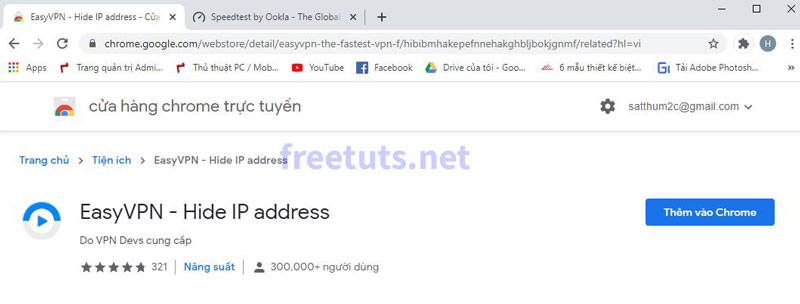 EasyVPN - Hide IP address - Cử
Speedtest by Ookla - The Global
chrome.google.com/webstore/detail/easyvpn-the-fastest-vpn-f/hibibmhakepefnnehakghbljbokjgnmf/related?hl=vi
H
Apps
Trang quản trị Admi...
Thủ thuật PC / Mob...
YouTube
Facebook
Drive của tôi - Goo...
6 mẫu thiết kế biệt...
Tải Adobe Photosh...
cửa hàng chrome trực tuyến
satthum2c@gmail.com
Trang chủ
Tiện ích
EasyVPN - Hide IP address
freetuts.net
EasyVPN - Hide IP address
Thêm vào Chrome
Do VPN Devs cung cấp
321
Năng suất
300.000+ người dùng